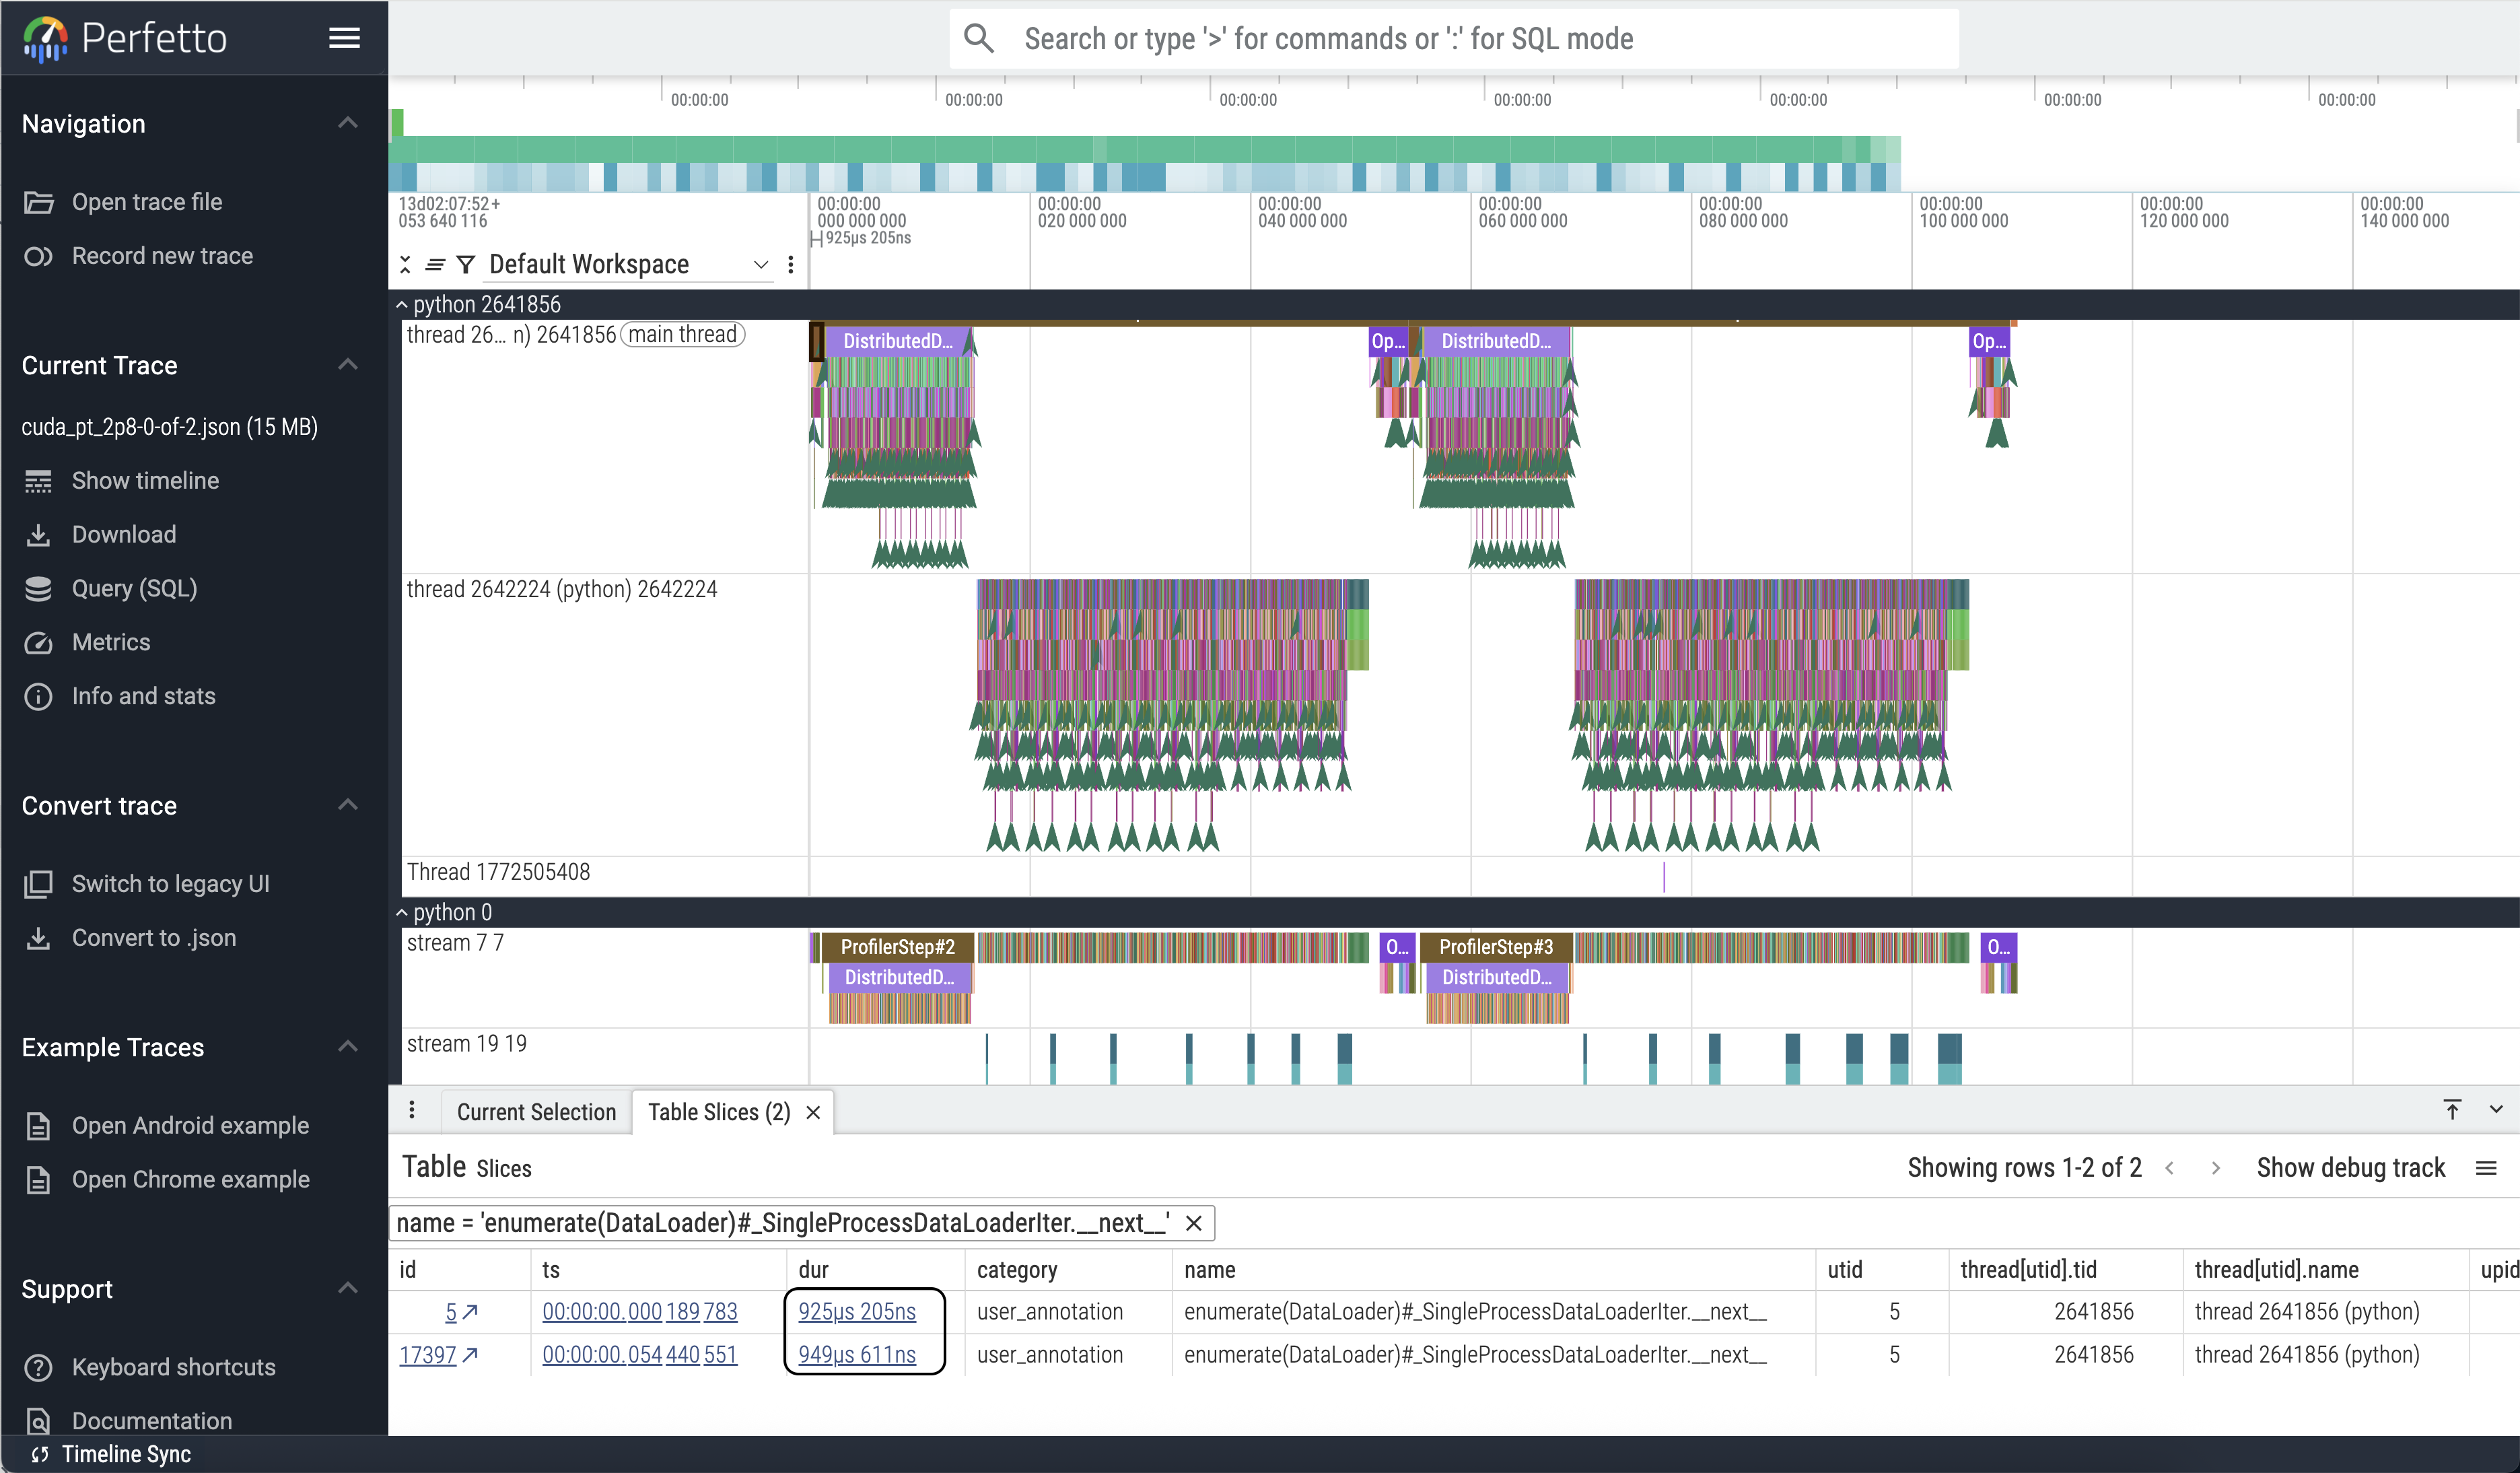 Perfetto
Search or type '>' for commands or ':' for SQL mode
Navigation
Open trace file
Record new trace
Current Trace
cuda_pt_2p8-0-of-2.json (15 MB)
Show timeline
Download
Query (SQL)
Metrics
Info and stats
Convert trace
Switch to legacy UI
Convert to .json
Example Traces
Open Android example
Open Chrome example
Support
Keyboard shortcuts
Documentation
Timeline Sync
00:00:00 00:00:00 00:00:00 00:00:00 00:00:00 00:00:00 00:00:00
13d02:07:52+ 00:00:00 00:00:00 00:00:00 00:00:00 00:00:00 00:00:00 00:00:00 00:00:00
053 640 116 000 000 000 020 000 000 040 000 000 060 000 000 080 000 000 100 000 000 120 000 000 140 000 000
925µs 205ns
Default Workspace
python 2641856
thread 26... n) 2641856 main thread
DistributedD... Op... DistributedD... Op...
thread 2642224 (python) 2642224
Thread 1772505408
python 0
stream 7 7
ProfilerStep#2 O... ProfilerStep#3 O...
DistributedD... DistributedD...
stream 19 19
Current Selection Table Slices (2)
Table Slices Showing rows 1-2 of 2 Show debug track
name = 'enumerate(DataLoader)#_SingleProcessDataLoaderIter.__next__'
id ts dur category name utid thread[utid].tid thread[utid].name upid
5 00:00:00.000 189 783 925µs 205ns user_annotation enumerate(DataLoader)#_SingleProcessDataLoaderIter.__next__ 5 2641856 thread 2641856 (python)
17397 00:00:00.054 440 551 949µs 611ns user_annotation enumerate(DataLoader)#_SingleProcessDataLoaderIter.__next__ 5 2641856 thread 2641856 (python)